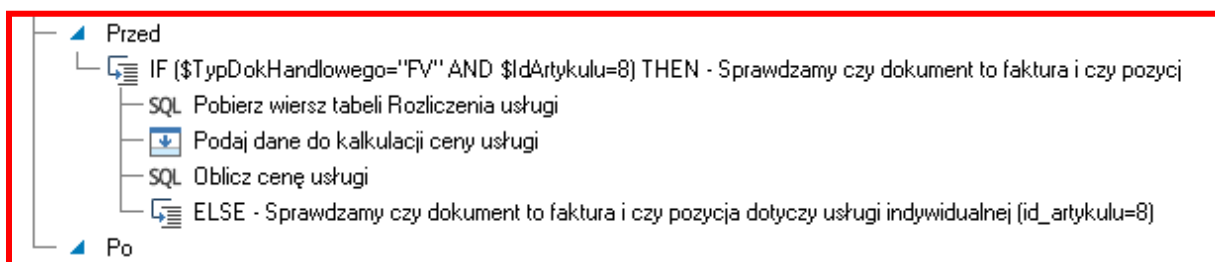 Przed
IF ($TypDokHandlowego="FV" AND $IdArtykulu=8) THEN - Sprawdzamy czy dokument to faktura i czy pozycj
SQL Pobierz wiersz tabeli Rozliczenia usługi
Podaj dane do kalkulacji ceny usługi
SQL Oblicz cenę usługi
ELSE - Sprawdzamy czy dokument to faktura i czy pozycja dotyczy usługi indywidualnej (id_artykulu=8)
Po